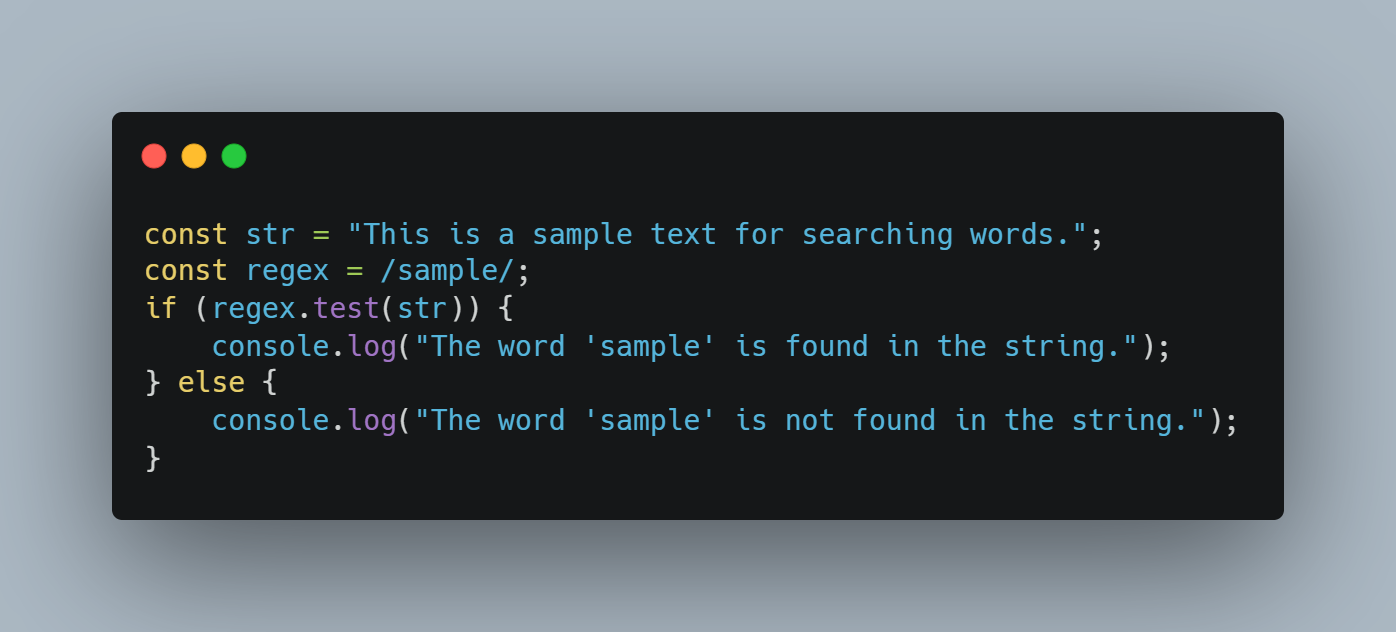 const str = "This is a sample text for searching words.";
const regex = /sample/;
if (regex.test(str)) {
    console.log("The word 'sample' is found in the string.");
} else {
    console.log("The word 'sample' is not found in the string.");
}